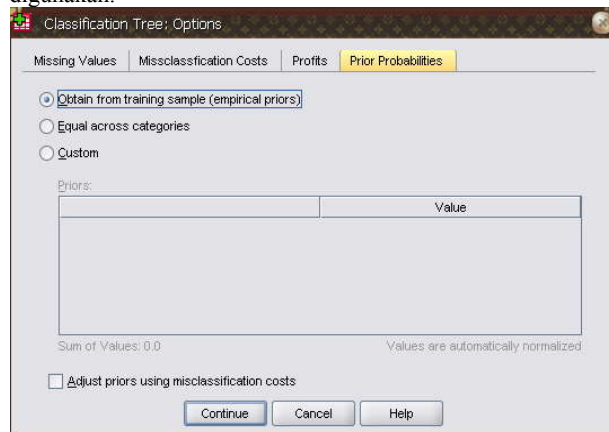 digunakan.
Classification Tree: Options
Missing Values Missclassfication Costs Profits Prior Probabilities
Obtain from training sample (empirical priors)
Equal across categories
Custom
Priors:
Value
Sum of Values: 0.0 Values are automatically normalized
Adjust priors using misclassification costs
Continue Cancel Help